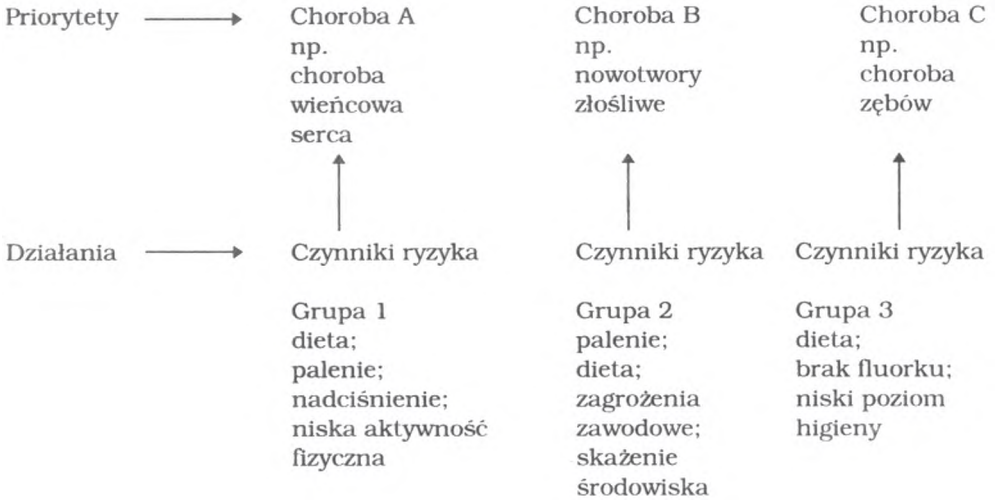 Priorytety
Choroba A
np.
choroba
wieńcowa
serca
Choroba B
np.
nowotwory
złośliwe
Choroba C
np.
choroba
zębów
Działania
Czynniki ryzyka
Czynniki ryzyka
Czynniki ryzyka
Grupa 1
dieta;
palenie;
nadciśnienie;
niska aktywność
fizyczna
Grupa 2
palenie;
dieta;
zagrożenia
zawodowe;
skażenie
środowiska
Grupa 3
dieta;
brak fluorku;
niski poziom
higieny